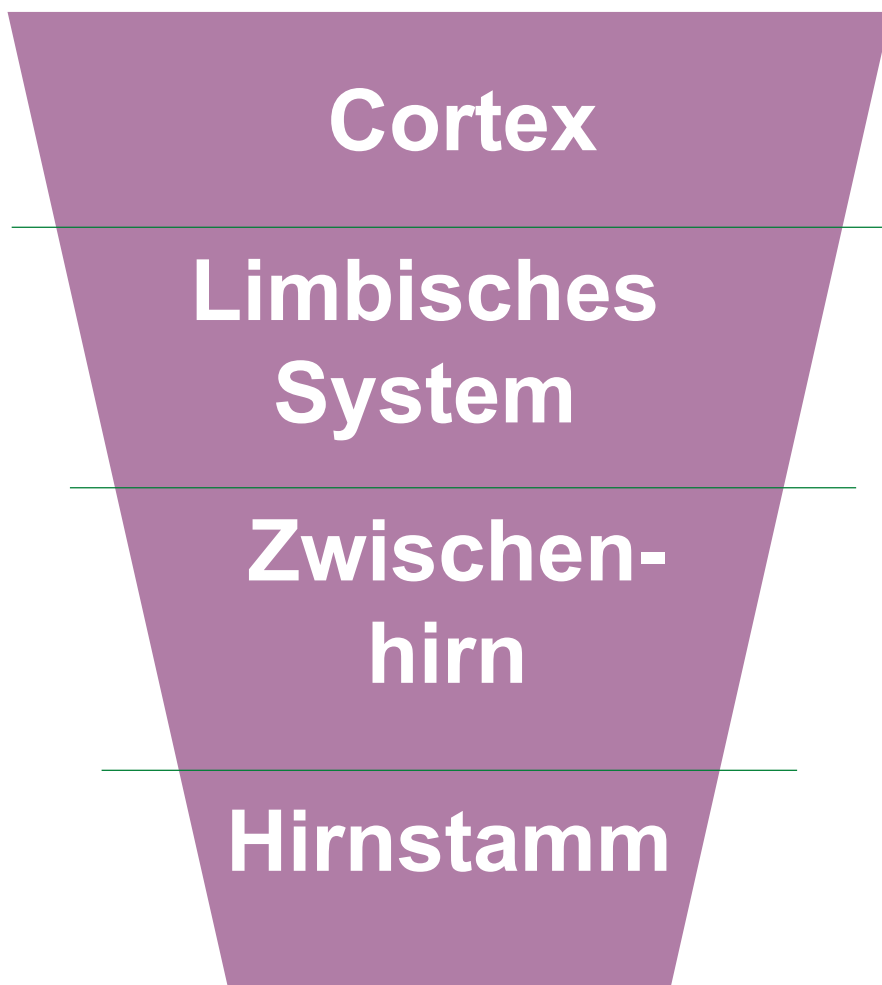 Cortex
Limbisches
System
Zwischen-
hirn
Hirnstamm